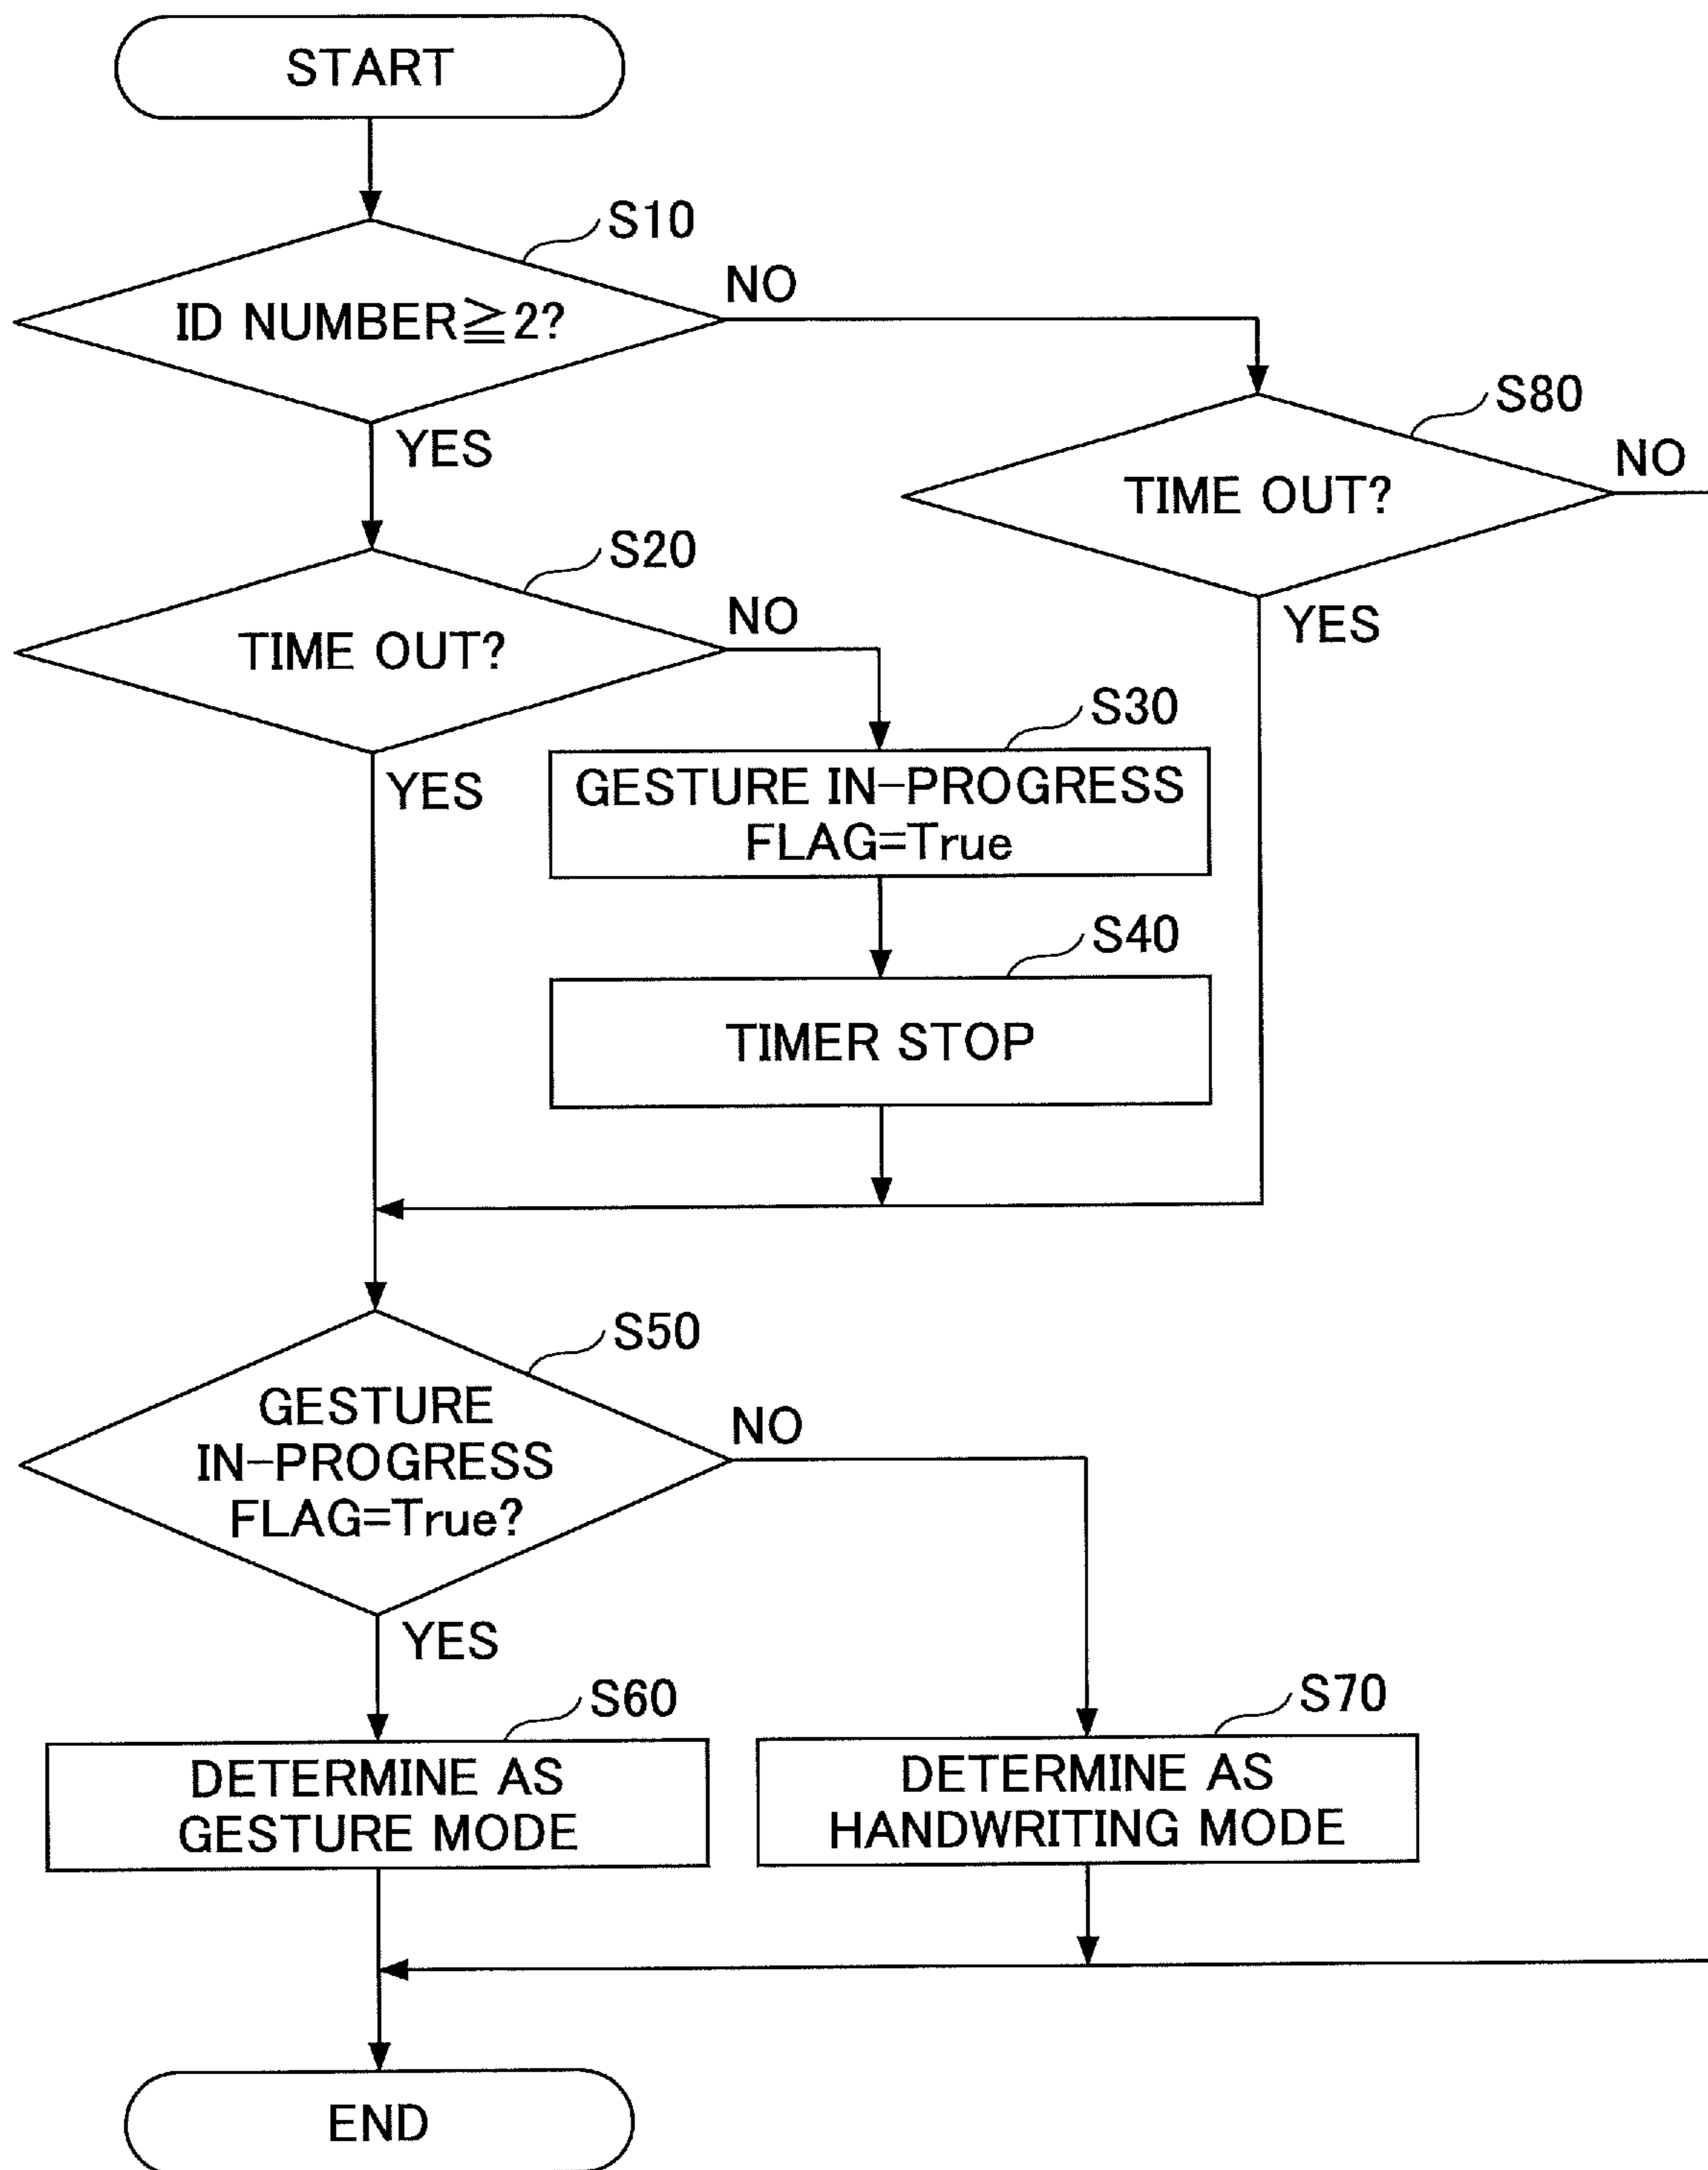 START
S10
ID NUMBER≧2?
NO
YES
S80
TIME OUT?
NO
YES
S20
TIME OUT?
NO
YES
S30
GESTURE IN-PROGRESS
FLAG=True
S40
TIMER STOP
S50
GESTURE
IN-PROGRESS
FLAG=True?
NO
YES
S60
DETERMINE AS
GESTURE MODE
S70
DETERMINE AS
HANDWRITING MODE
END